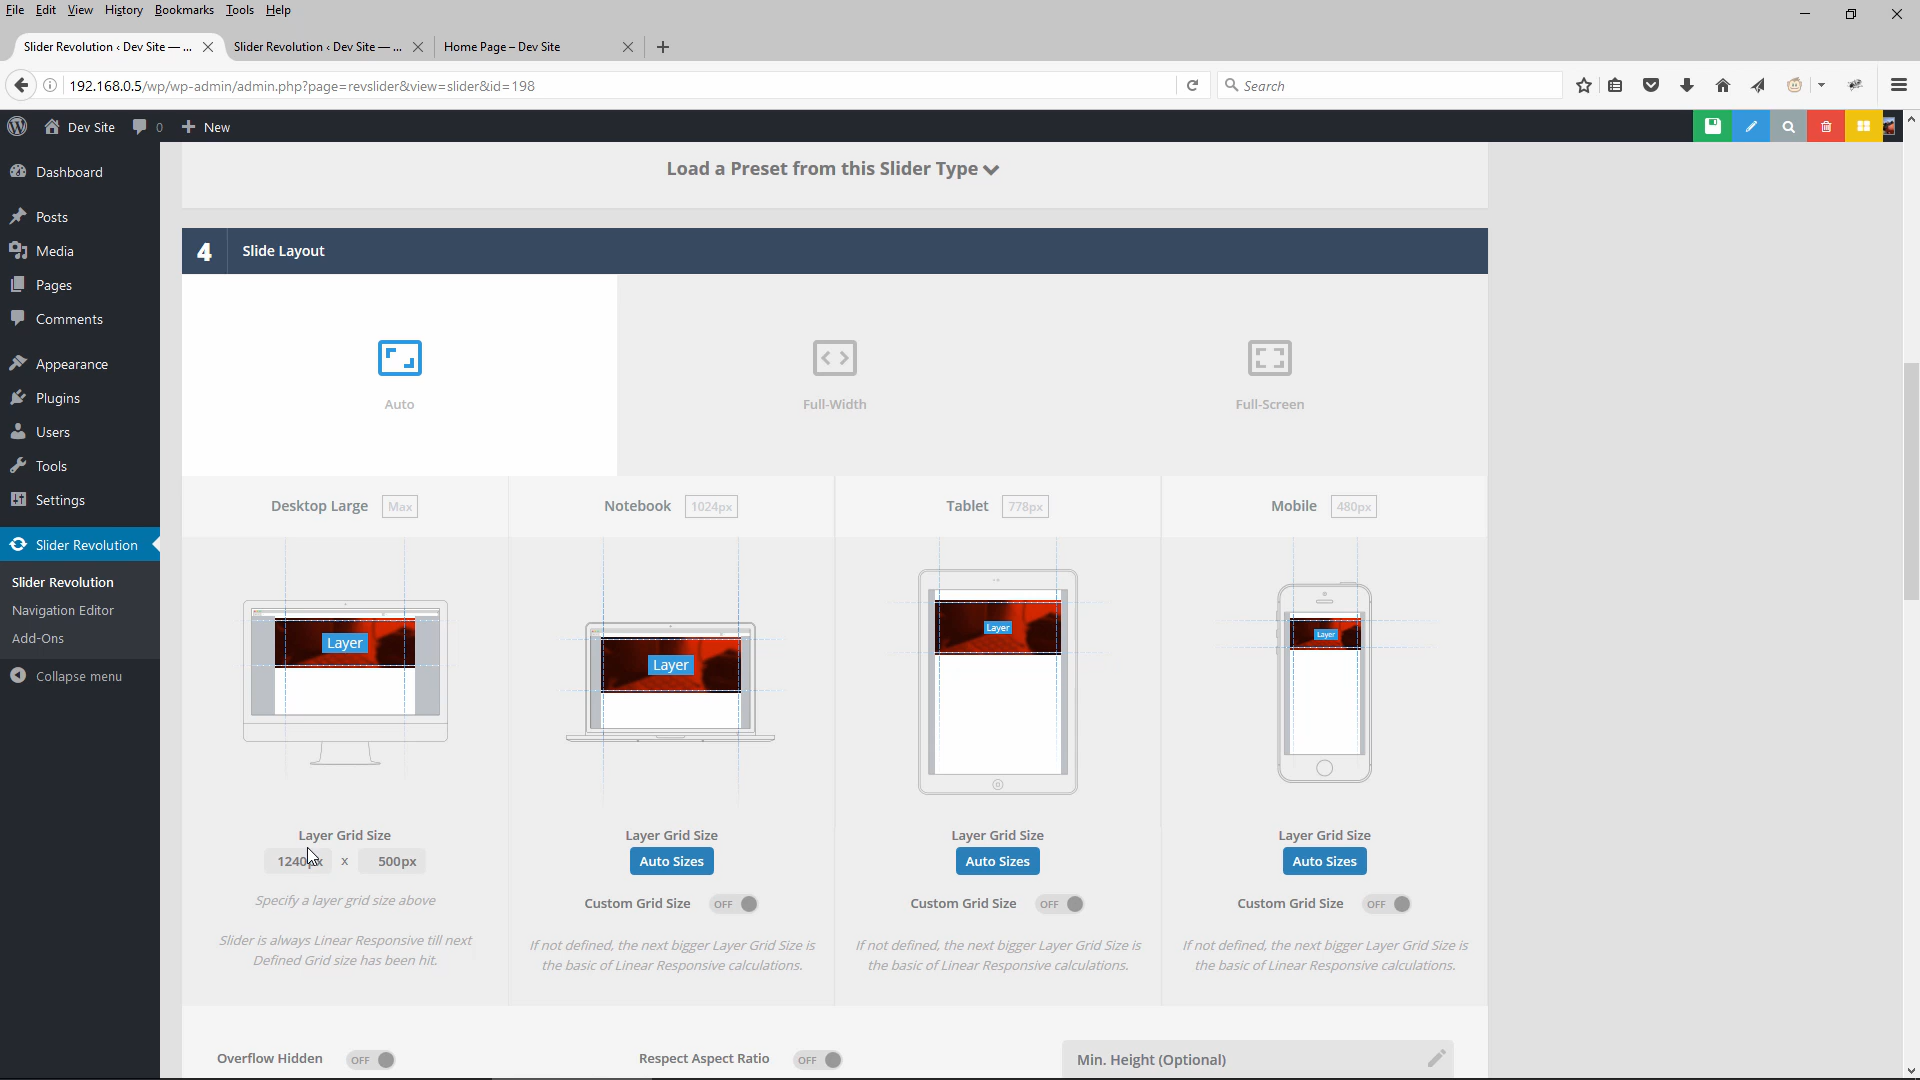 File Edit View History Bookmarks Tools Help
Slider Revolution ‹ Dev Site — ...
Slider Revolution ‹ Dev Site — ...
Home Page – Dev Site
192.168.0.5/wp/wp-admin/admin.php?page=revslider&view=slider&id=198
Search
Dev Site 0 New
Dashboard
Posts
Media
Pages
Comments
Appearance
Plugins
Users
Tools
Settings
Slider Revolution
Slider Revolution
Navigation Editor
Add-Ons
Collapse menu
Load a Preset from this Slider Type
4 Slide Layout
Auto
Full-Width
Full-Screen
Desktop Large Max
Notebook 1024px
Tablet 778px
Mobile 480px
Layer
Layer
Layer
Layer
Layer Grid Size
1240px x 500px
Specify a layer grid size above
Slider is always Linear Responsive till next
Defined Grid size has been hit.
Layer Grid Size
Auto Sizes
Custom Grid Size OFF
If not defined, the next bigger Layer Grid Size is
the basic of Linear Responsive calculations.
Layer Grid Size
Auto Sizes
Custom Grid Size OFF
If not defined, the next bigger Layer Grid Size is
the basic of Linear Responsive calculations.
Layer Grid Size
Auto Sizes
Custom Grid Size OFF
If not defined, the next bigger Layer Grid Size is
the basic of Linear Responsive calculations.
Overflow Hidden OFF
Respect Aspect Ratio OFF
Min. Height (Optional)